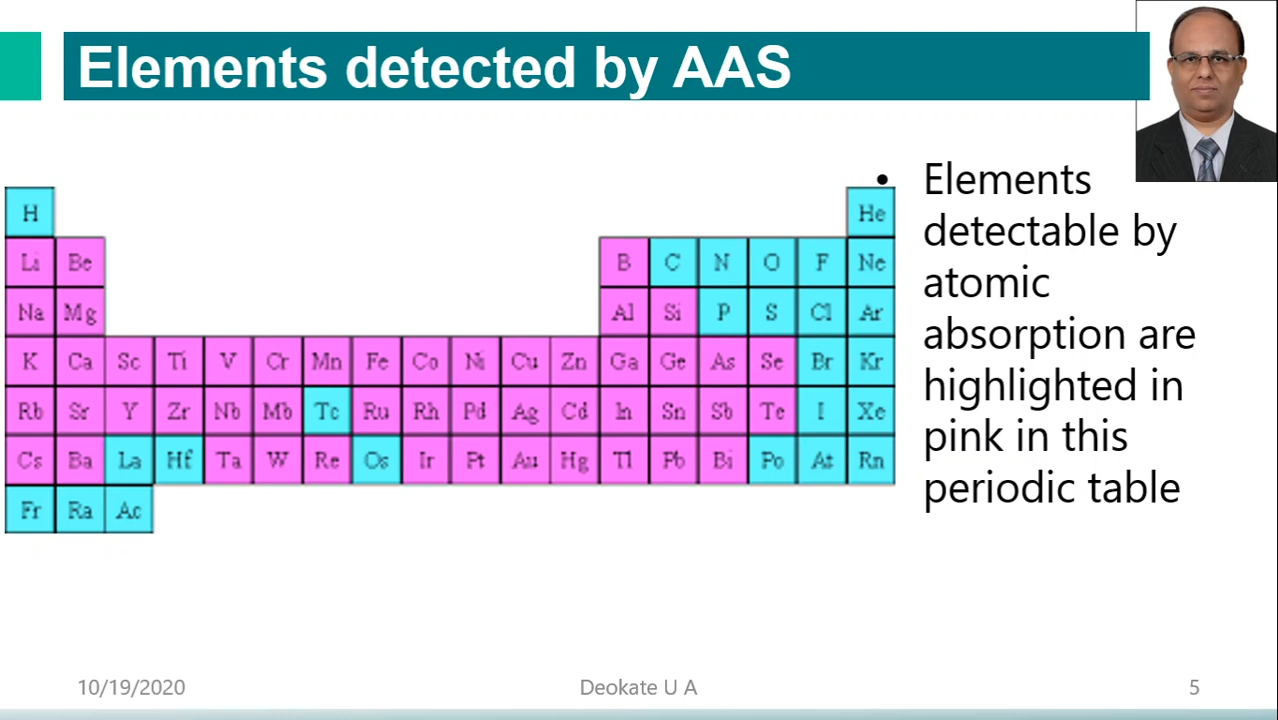 Elements detected by AAS
H He
Li Be B C N O F Ne
Na Mg Al Si P S Cl Ar
K Ca Sc Ti V Cr Mn Fe Co Ni Cu Zn Ga Ge As Se Br Kr
Rb Sr Y Zr Nb Mb Tc Ru Rh Pd Ag Cd In Sn Sb Te I Xe
Cs Ba La Hf Ta W Re Os Ir Pt Au Hg Tl Pb Bi Po At Rn
Fr Ra Ac
• Elements
detectable by
atomic
absorption are
highlighted in
pink in this
periodic table
10/19/2020 Deokate U A 5